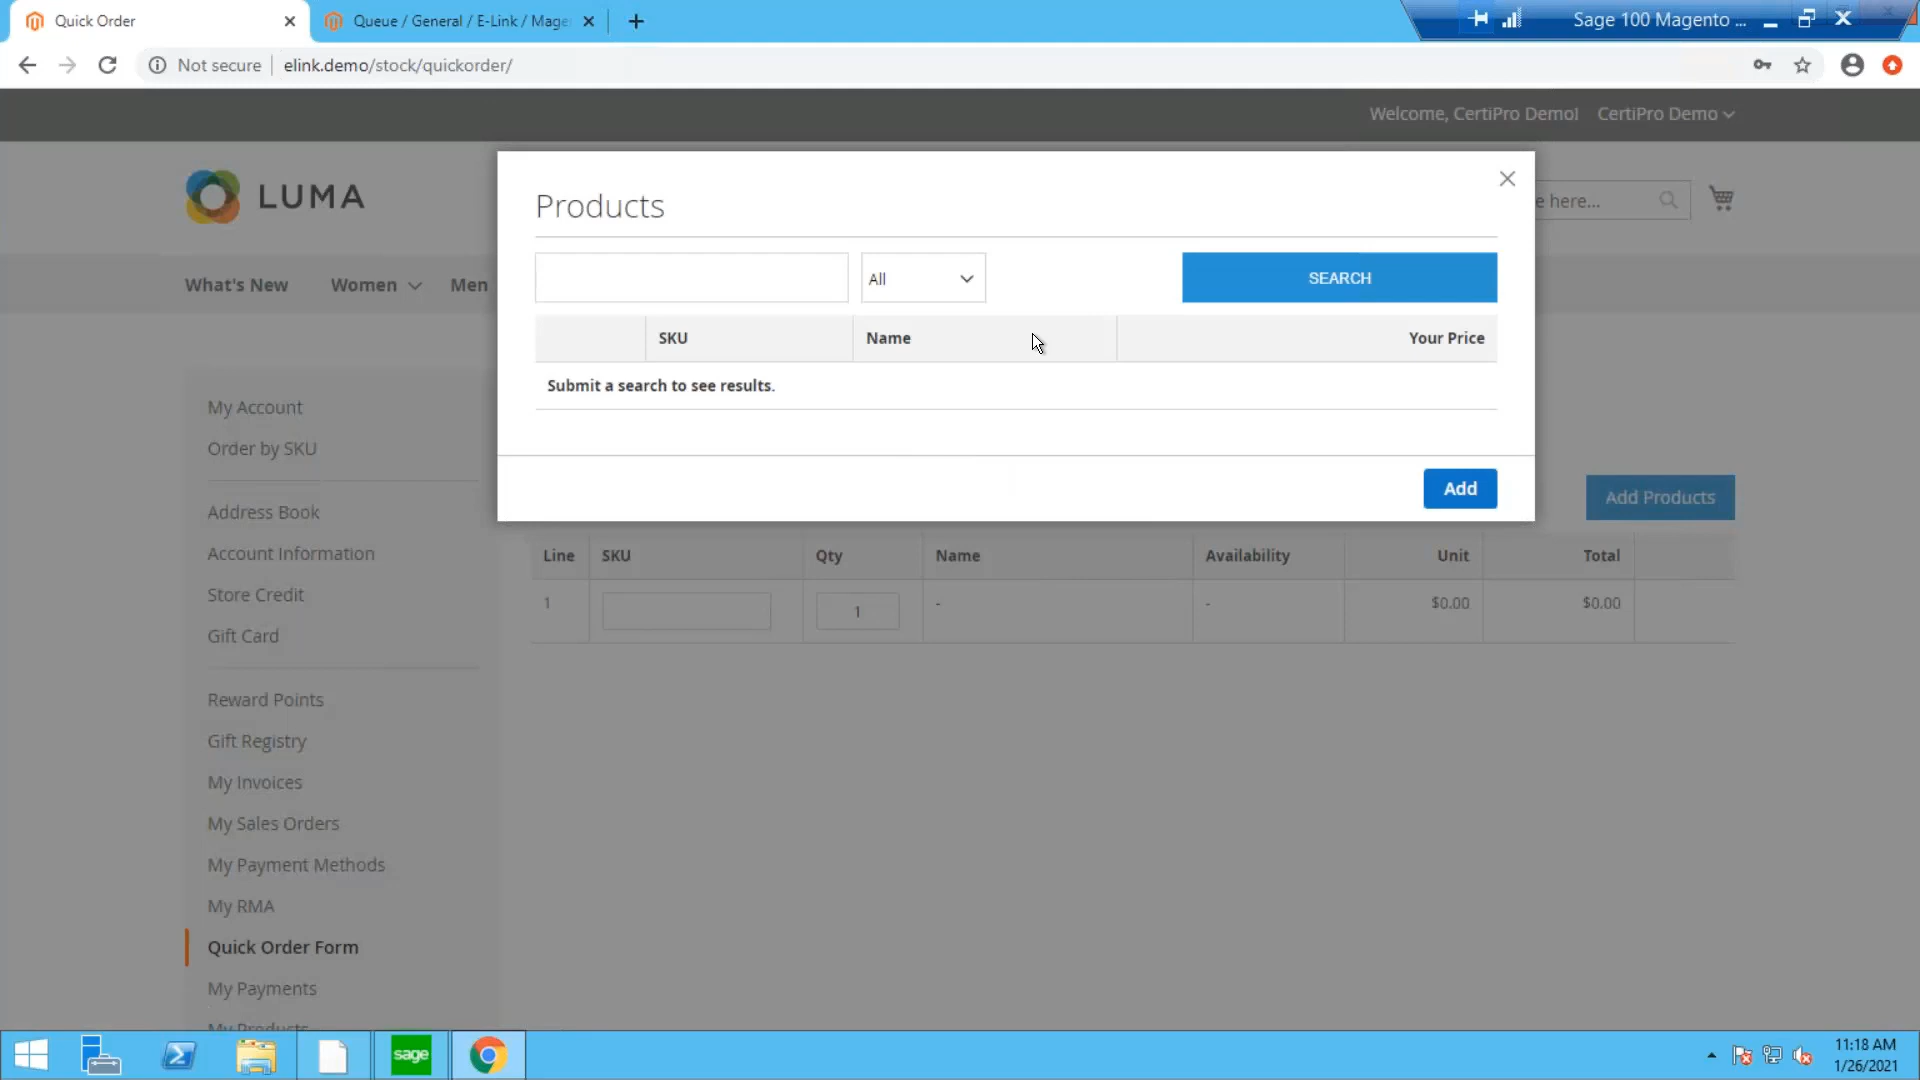 Quick Order
Queue / General / E-Link / Mage
Sage 100 Magento ...
Not secure
elink.demo/stock/quickorder/
Welcome, CertiPro Demo!
CertiPro Demo
LUMA
Products
e here...
All
SEARCH
What's New
Women
Men
SKU
Name
Your Price
Submit a search to see results.
My Account
Order by SKU
Add
Add Products
Address Book
Account Information
Store Credit
Gift Card
Line
SKU
Qty
Name
Availability
Unit
Total
1
1
-
-
$0.00
$0.00
Reward Points
Gift Registry
My Invoices
My Sales Orders
My Payment Methods
My RMA
Quick Order Form
My Payments
My Products
sage
11:18 AM
1/26/2021